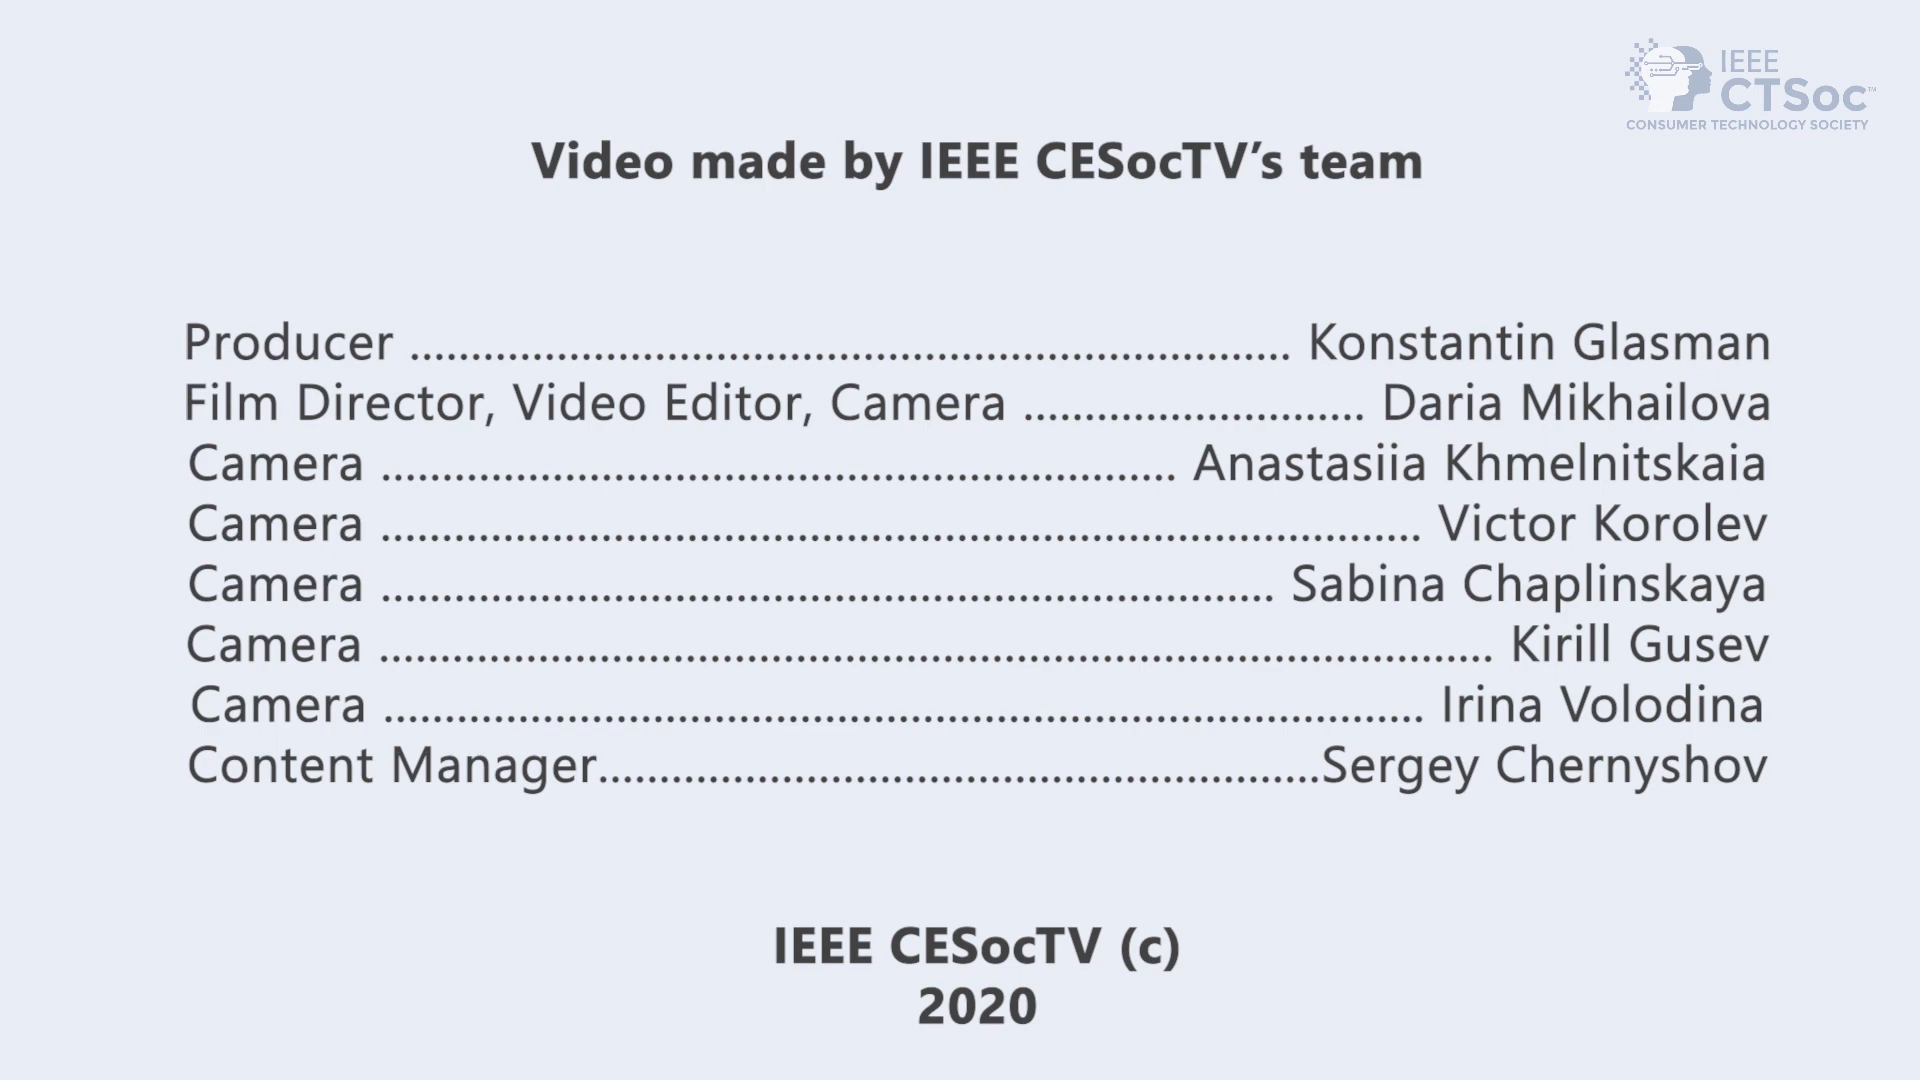 IEEE
CTSoc™
CONSUMER TECHNOLOGY SOCIETY
Video made by IEEE CESocTV’s team
Producer ......................................................... Konstantin Glasman
Film Director, Video Editor, Camera ............................ Daria Mikhailova
Camera ................................................................. Anastasiia Khmelnitskaia
Camera ..................................................................................... Victor Korolev
Camera ......................................................................... Sabina Chaplinskaya
Camera ........................................................................................... Kirill Gusev
Camera ..................................................................................... Irina Volodina
Content Manager...........................................................Sergey Chernyshov
IEEE CESocTV (c)
2020